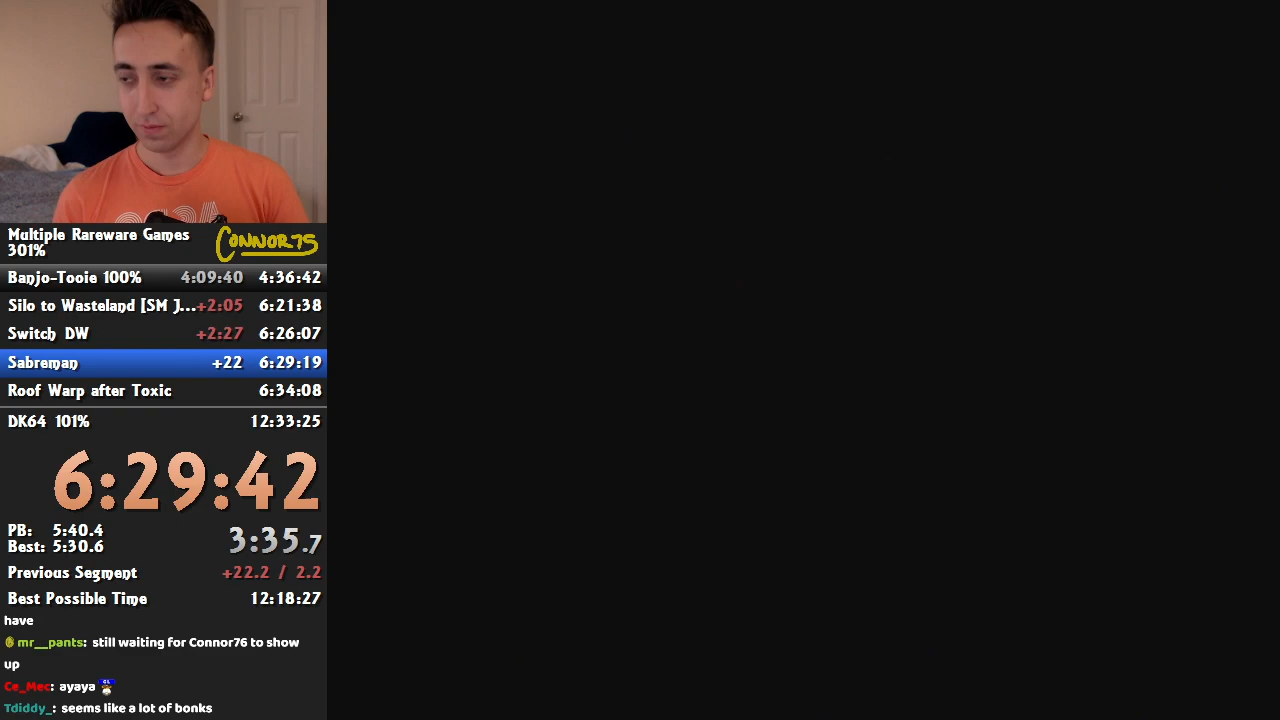 Multiple Rareware Games
301%
CONNOR75
Banjo-Tooie 100% 4:09:40 4:36:42
Silo to Wasteland [SM J...+2:05 6:21:38
Switch DW +2:27 6:26:07
Sabreman +22 6:29:19
Roof Warp after Toxic 6:34:08
DK64 101% 12:33:25
6:29:42
PB: 5:40.4
Best: 5:30.6
3:35.7
Previous Segment +22.2 / 2.2
Best Possible Time 12:18:27
have
mr__pants: still waiting for Connor76 to show
up
Ce_Mec: ayaya
Tdiddy_: seems like a lot of bonks